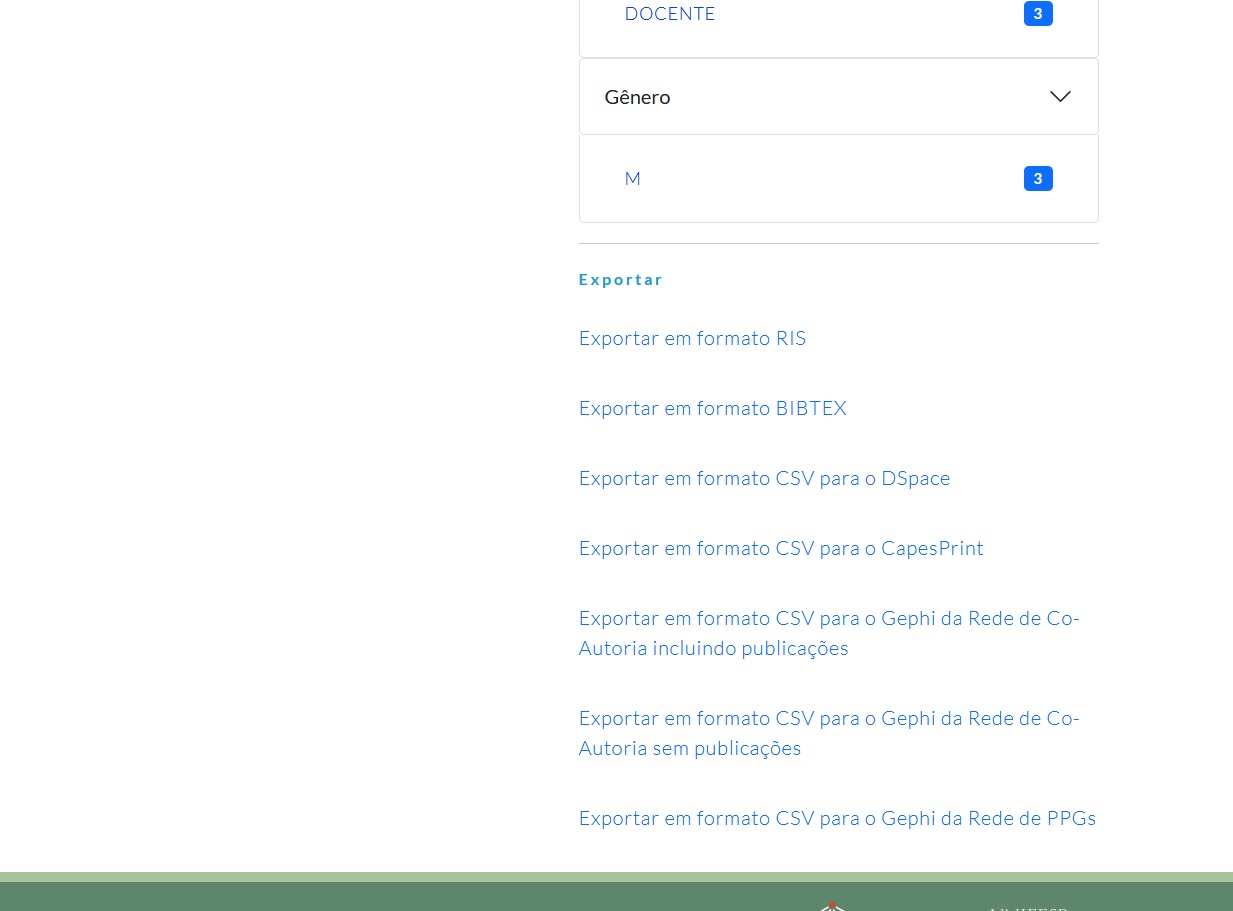 DOCENTE 3
Gênero
M 3
Exportar
Exportar em formato RIS
Exportar em formato BIBTEX
Exportar em formato CSV para o DSpace
Exportar em formato CSV para o CapesPrint
Exportar em formato CSV para o Gephi da Rede de Co-
Autoria incluindo publicações
Exportar em formato CSV para o Gephi da Rede de Co-
Autoria sem publicações
Exportar em formato CSV para o Gephi da Rede de PPGs